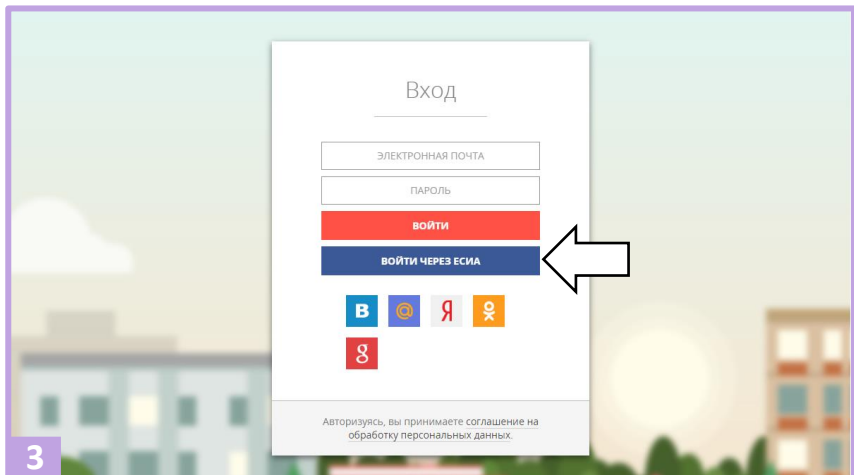 Вход
ЭЛЕКТРОННАЯ ПОЧТА
ПАРОЛЬ
ВОЙТИ
ВОЙТИ ЧЕРЕЗ ЕСИА
В @ Я
g
Авторизуясь, вы принимаете соглашение на
обработку персональных данных.
3